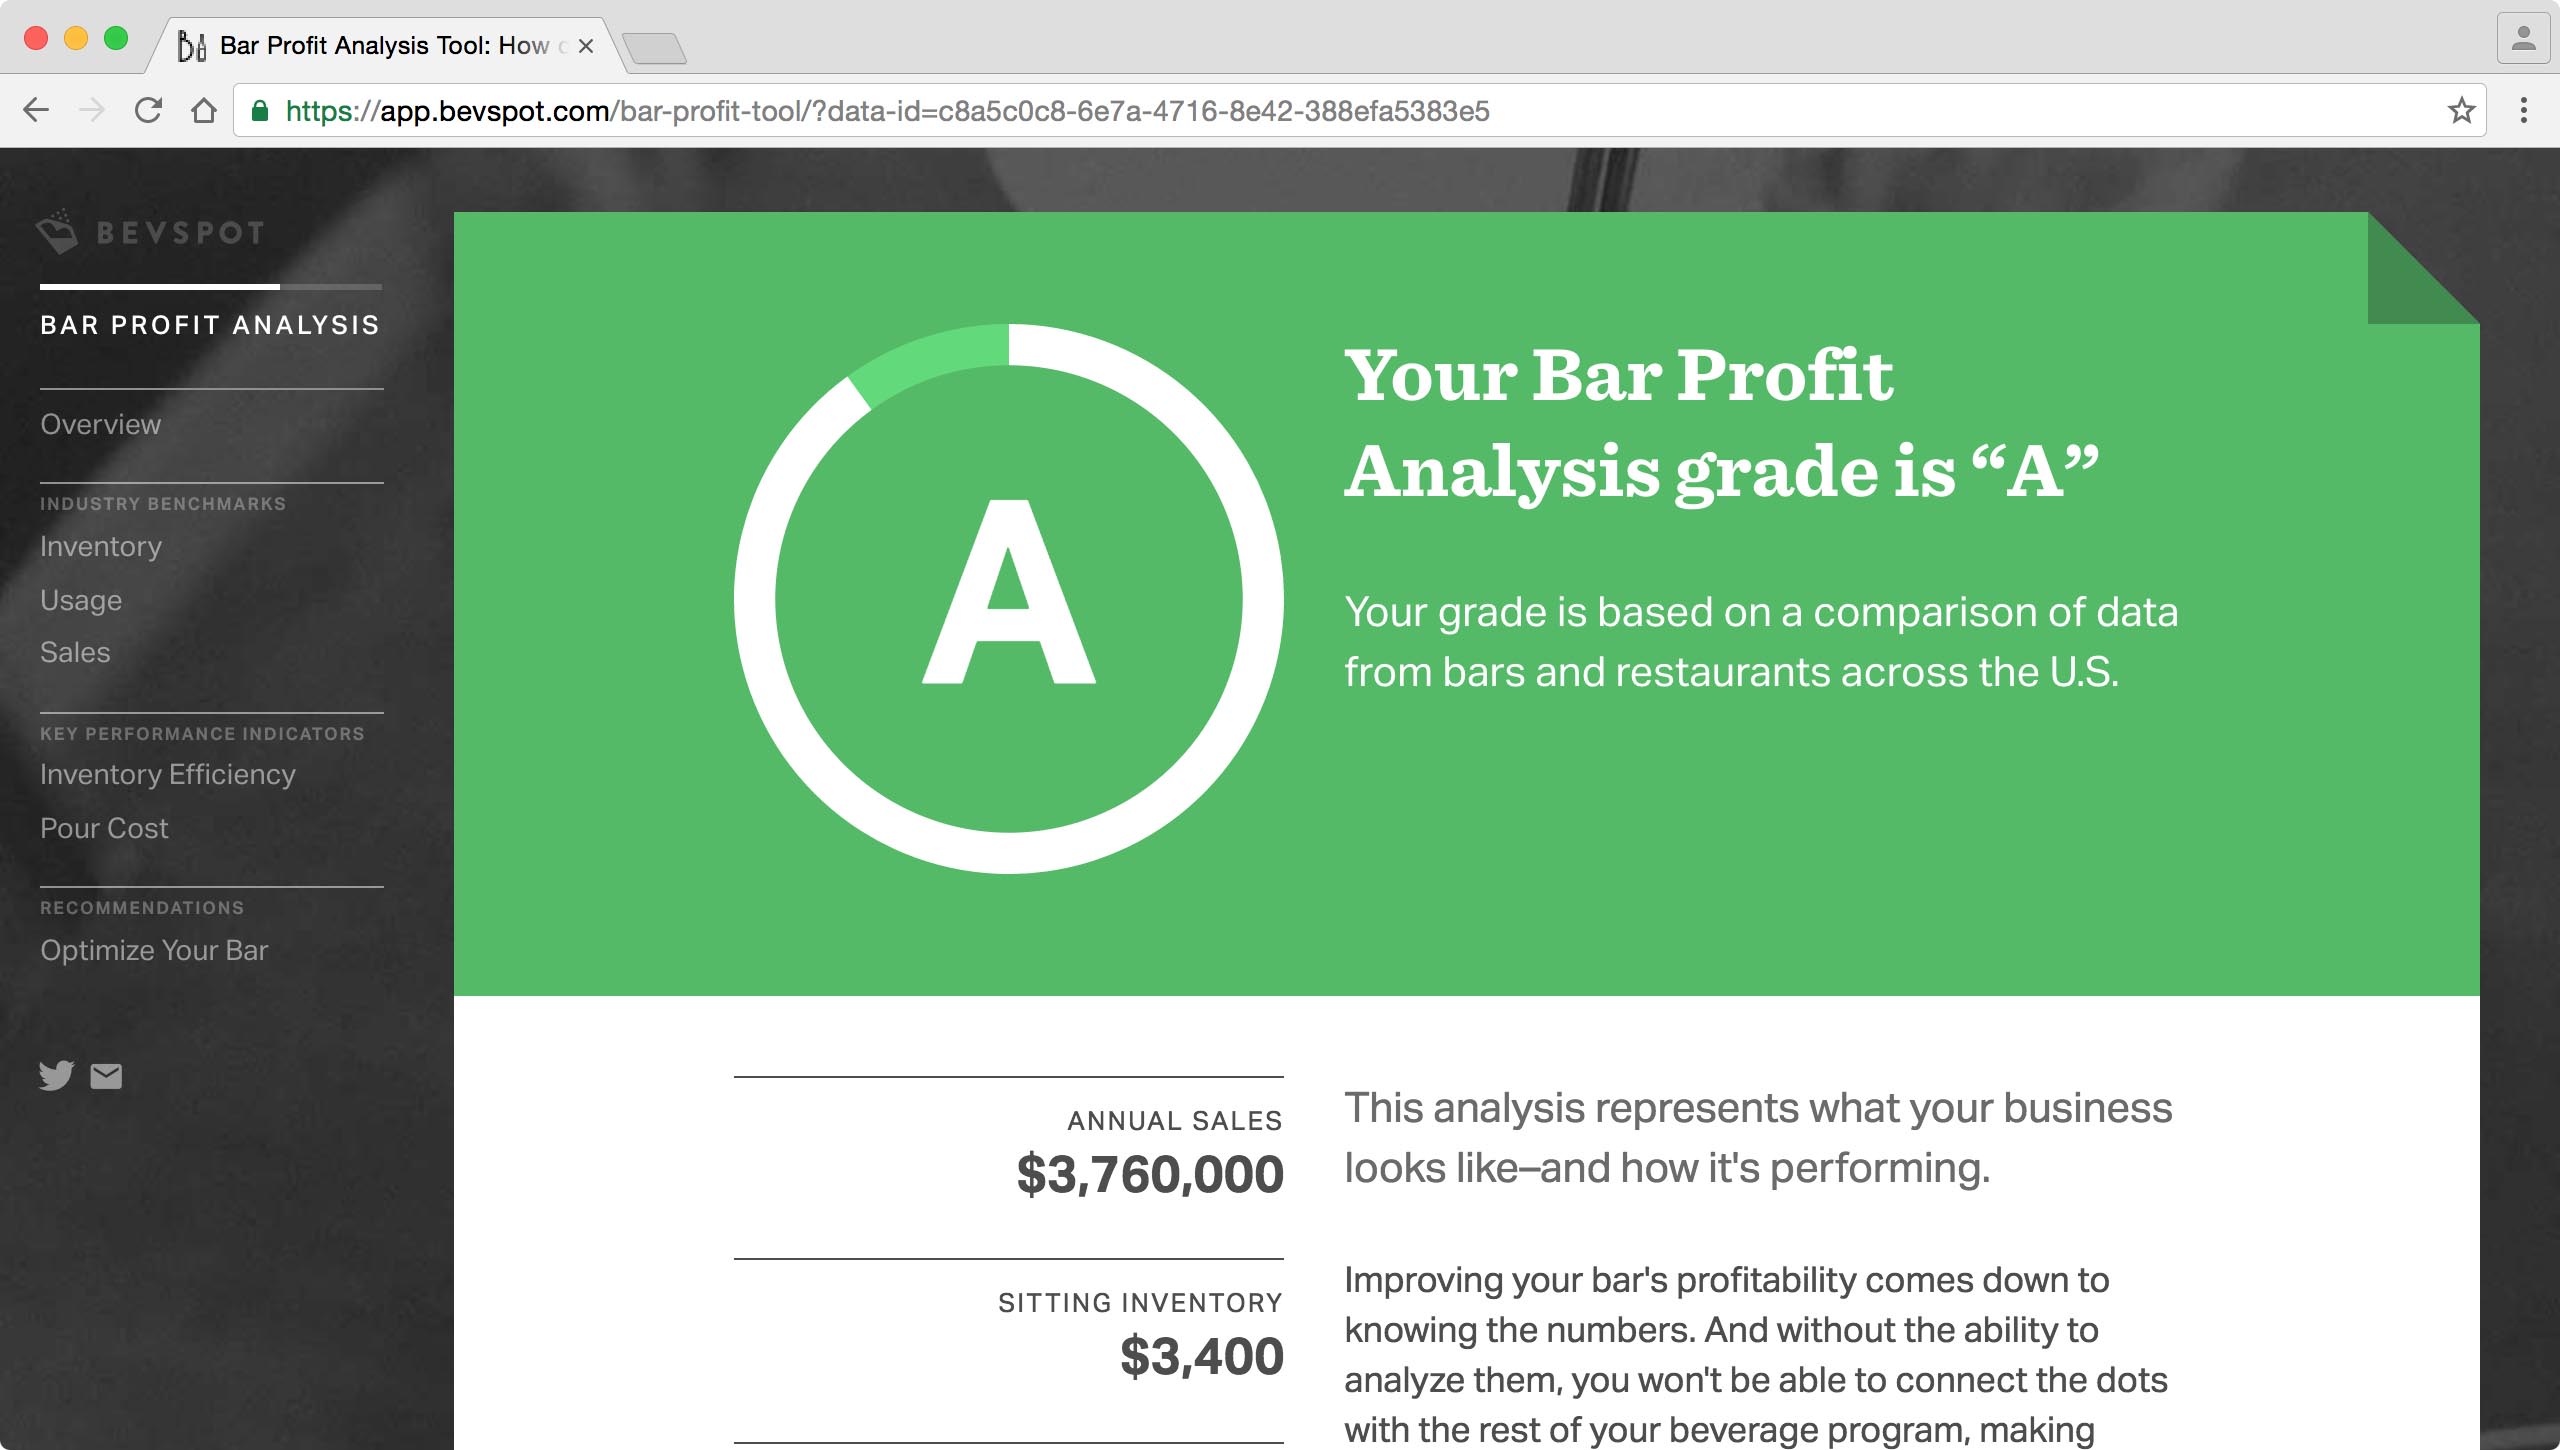 Bar Profit Analysis Tool: How
https://app.bevspot.com/bar-profit-tool/?data-id=c8a5c0c8-6e7a-4716-8e42-388efa5383e5
BEVSPOT
BAR PROFIT ANALYSIS
Overview
INDUSTRY BENCHMARKS
Inventory
Usage
Sales
KEY PERFORMANCE INDICATORS
Inventory Efficiency
Pour Cost
RECOMMENDATIONS
Optimize Your Bar
A
Your Bar Profit
Analysis grade is “A”
Your grade is based on a comparison of data
from bars and restaurants across the U.S.
ANNUAL SALES
$3,760,000
SITTING INVENTORY
$3,400
This analysis represents what your business
looks like–and how it's performing.
Improving your bar's profitability comes down to
knowing the numbers. And without the ability to
analyze them, you won't be able to connect the dots
with the rest of your beverage program, making